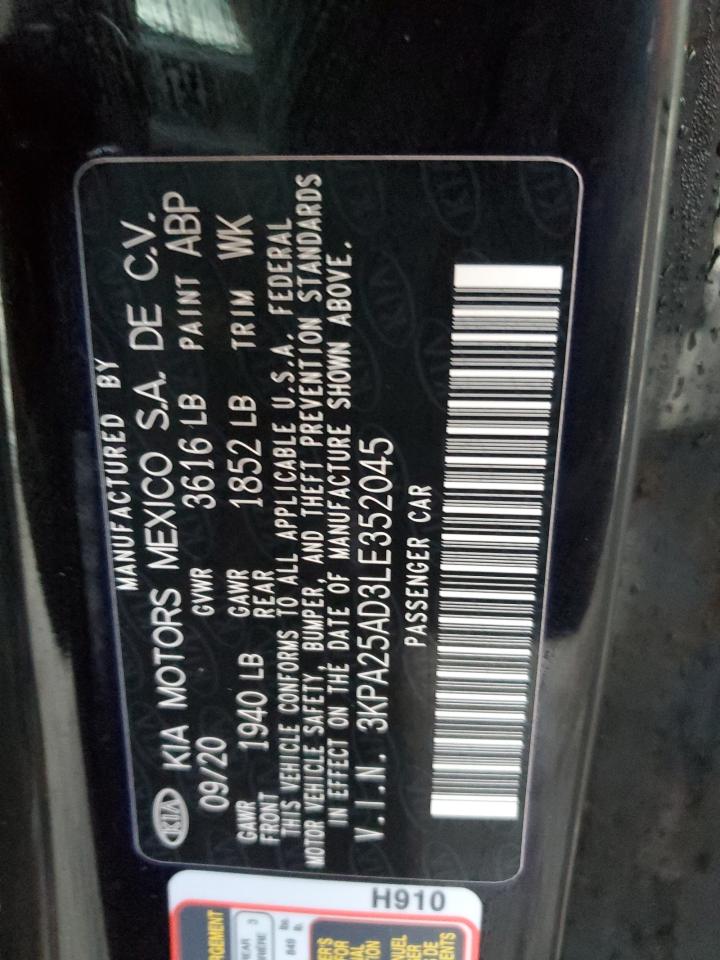 MANUFACTURED BY
KIA KIA MOTORS MEXICO S.A. DE C.V.
09/20 GVWR 3616 LB PAINT ABP
GAWR FRONT 1940 LB GAWR REAR 1852 LB TRIM WK
THIS VEHICLE CONFORMS TO ALL APPLICABLE U.S.A. FEDERAL
MOTOR VEHICLE SAFETY, BUMPER, AND THEFT PREVENTION STANDARDS
IN EFFECT ON THE DATE OF MANUFACTURE SHOWN ABOVE.
V.I.N. 3KPA25AD3LE352045
PASSENGER CAR
H910